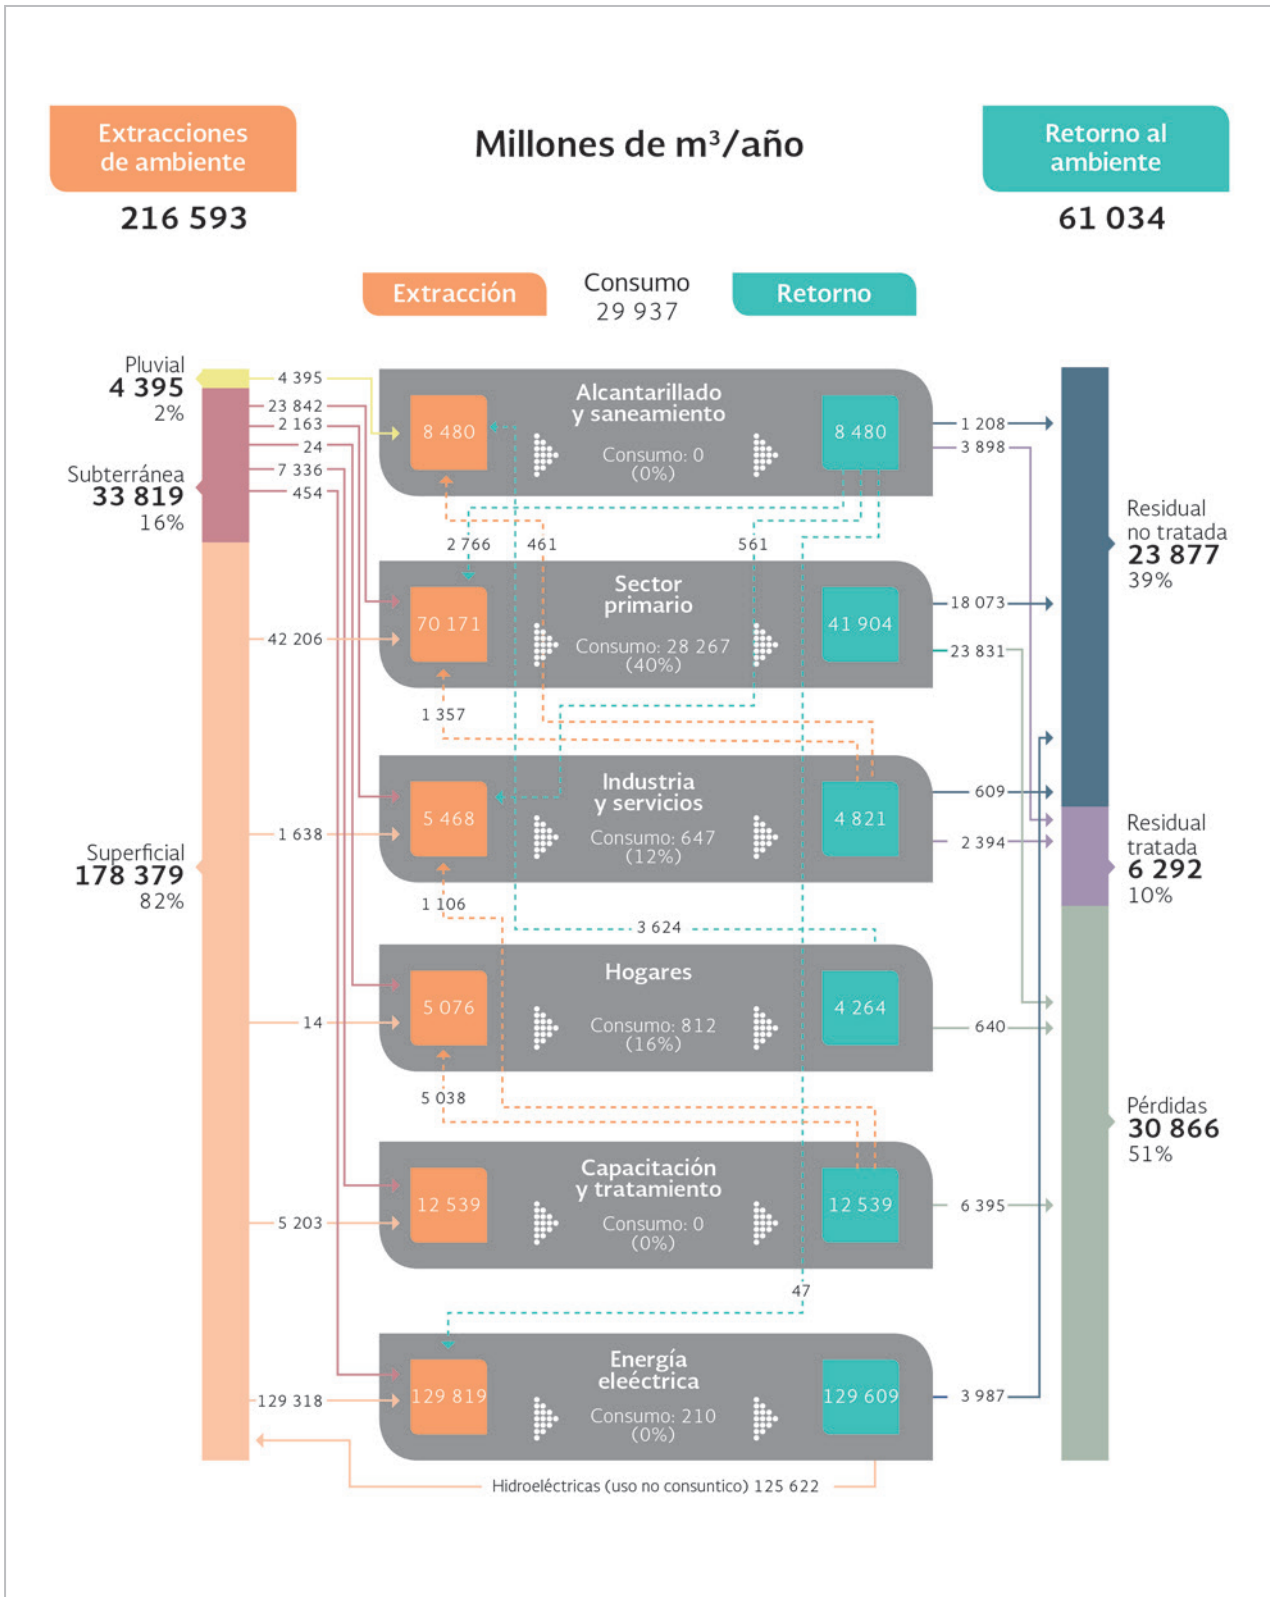 Extracciones
de ambiente
216 593
Millones de m³/año
Retorno al
ambiente
61 034
Extracción
Consumo
29 937
Retorno
Pluvial
4 395
2%
Subterránea
33 819
16%
Superficial
178 379
82%
4 395
23 842
2 163
24
7 336
454
42 206
1 638
14
5 203
129 318
Alcantarillado
y saneamiento
8 480
Consumo: 0
(0%)
8 480
1 208
3 898
2 766
461
561
Sector
primario
70 171
Consumo: 28 267
(40%)
41 904
18 073
23 831
1 357
Industria
y servicios
5 468
Consumo: 647
(12%)
4 821
609
2 394
1 106
3 624
Hogares
5 076
Consumo: 812
(16%)
4 264
640
5 038
Capacitación
y tratamiento
12 539
Consumo: 0
(0%)
12 539
6 395
47
Energía
eleéctrica
129 819
Consumo: 210
(0%)
129 609
3 987
Hidroeléctricas (uso no consuntico) 125 622
Residual
no tratada
23 877
39%
Residual
tratada
6 292
10%
Pérdidas
30 866
51%